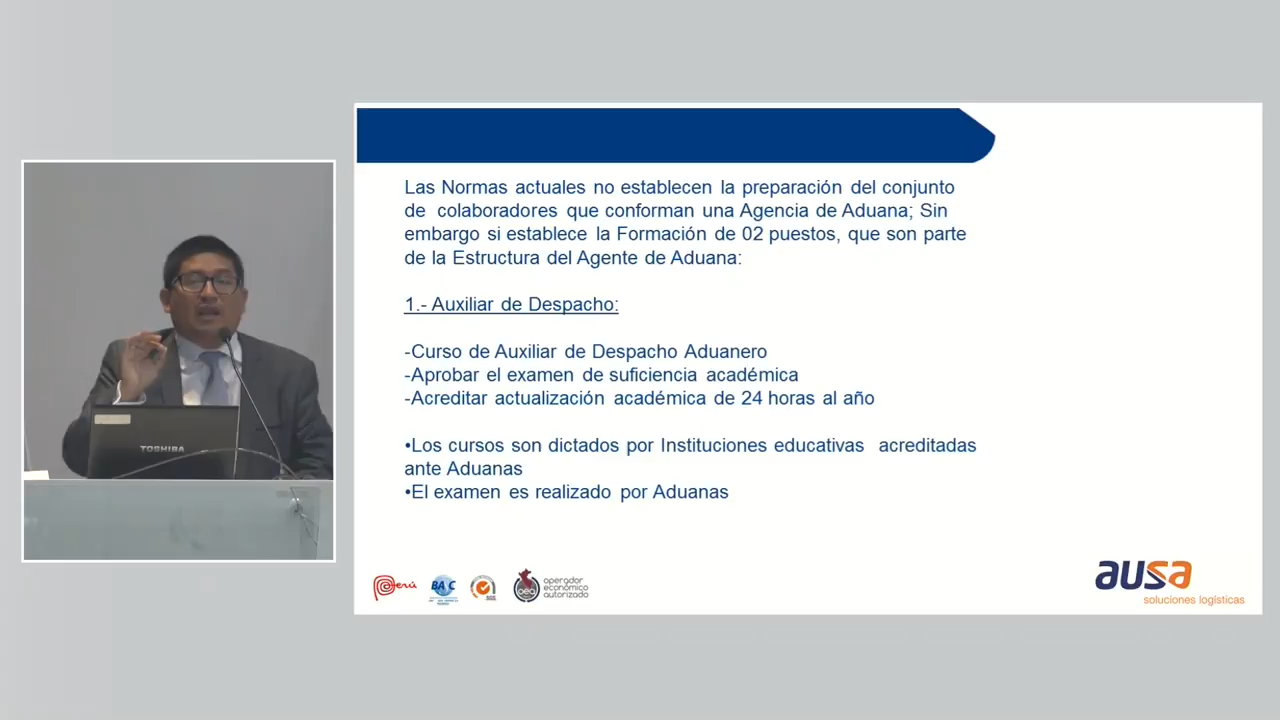 Las Normas actuales no establecen la preparación del conjunto
de colaboradores que conforman una Agencia de Aduana; Sin
embargo si establece la Formación de 02 puestos, que son parte
de la Estructura del Agente de Aduana:
1.- Auxiliar de Despacho:
-Curso de Auxiliar de Despacho Aduanero
-Aprobar el examen de suficiencia académica
-Acreditar actualización académica de 24 horas al año
•Los cursos son dictados por Instituciones educativas acreditadas
ante Aduanas
•El examen es realizado por Aduanas
TOSHIBA
Perú
BASC
oea
operador
económico
autorizado
ausa
soluciones logísticas